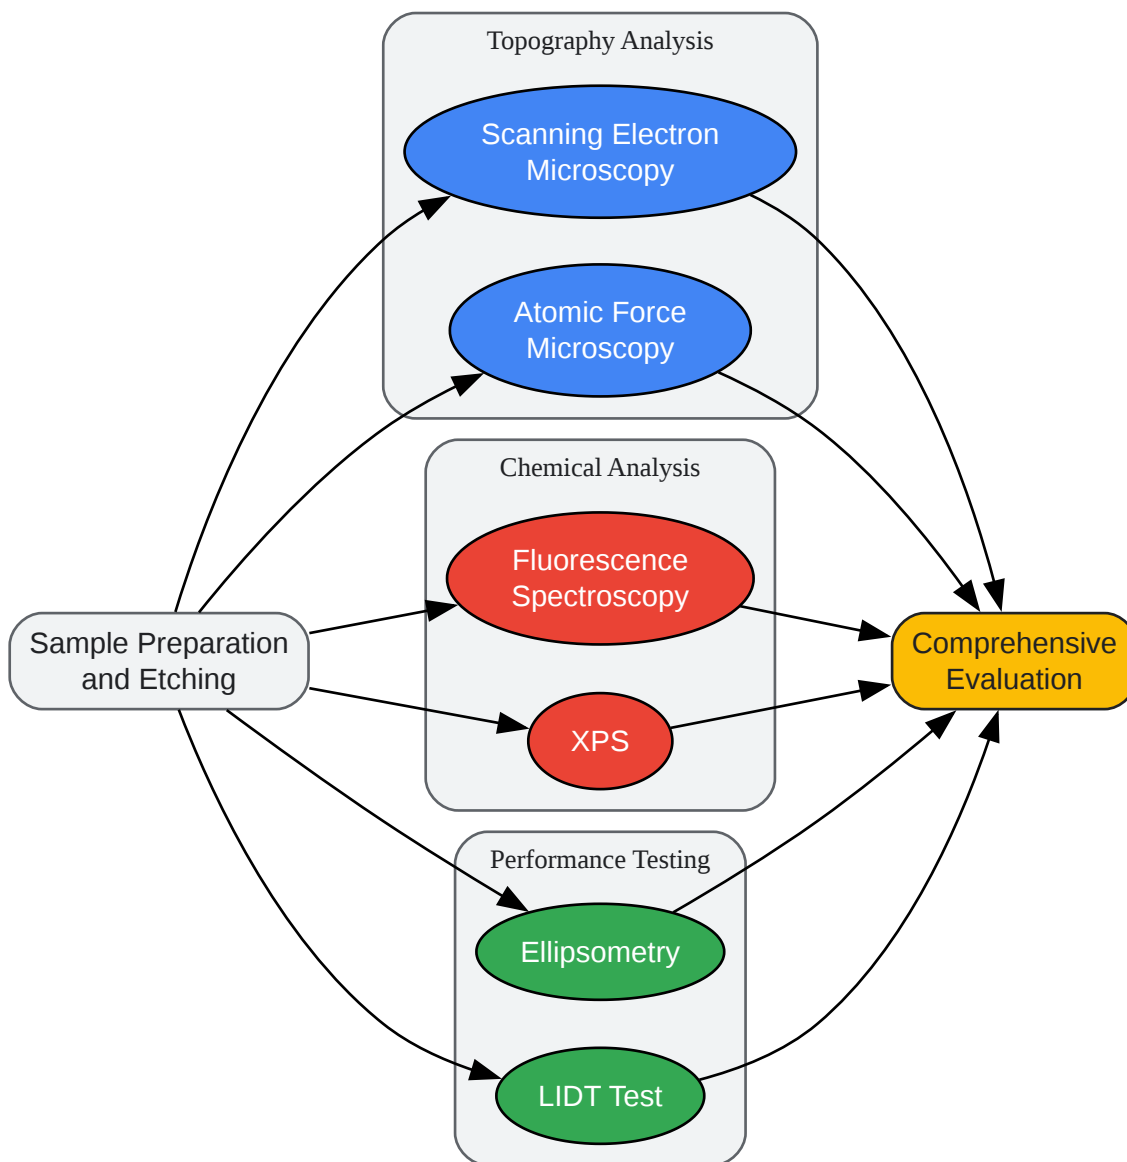 Topography Analysis
Scanning Electron
Microscopy
Atomic Force
Microscopy
Chemical Analysis
Fluorescence
Spectroscopy
XPS
Sample Preparation
and Etching
Comprehensive
Evaluation
Performance Testing
Ellipsometry
LIDT Test